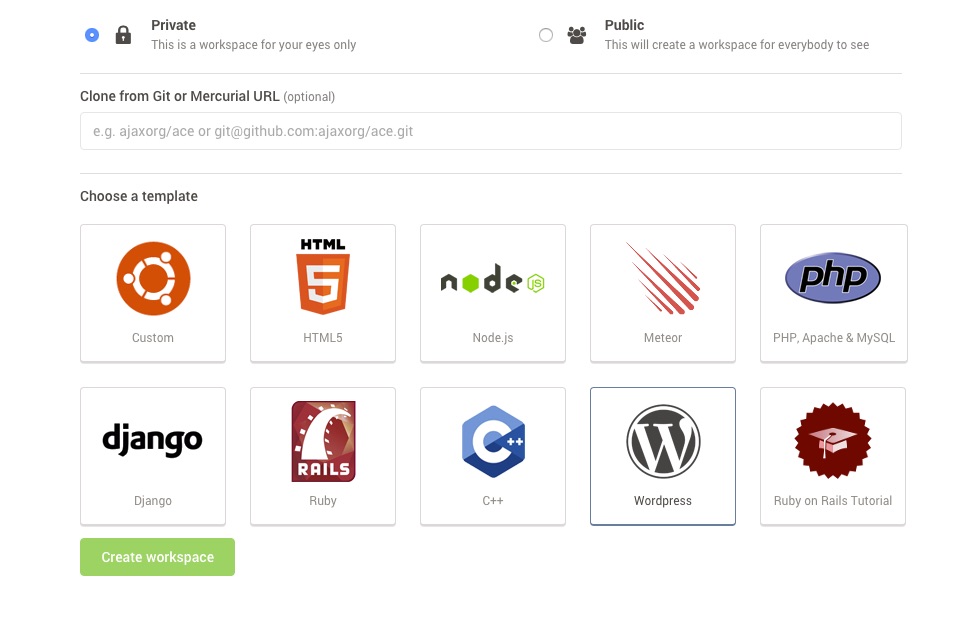 Private
Public
This is a workspace for your eyes only
This will create a workspace for everybody to see
Clone from Git or Mercurial URL (optional)
e.g. ajaxorg/ace or git@github.com:ajaxorg/ace.git
Choose a template
HTML
5
node
JS
php
Custom
HTML5
Node.js
Meteor
PHP, Apache & MySQL
django
RAILS
C++
W
Django
Ruby
C++
Wordpress
Ruby on Rails Tutorial
Create workspace